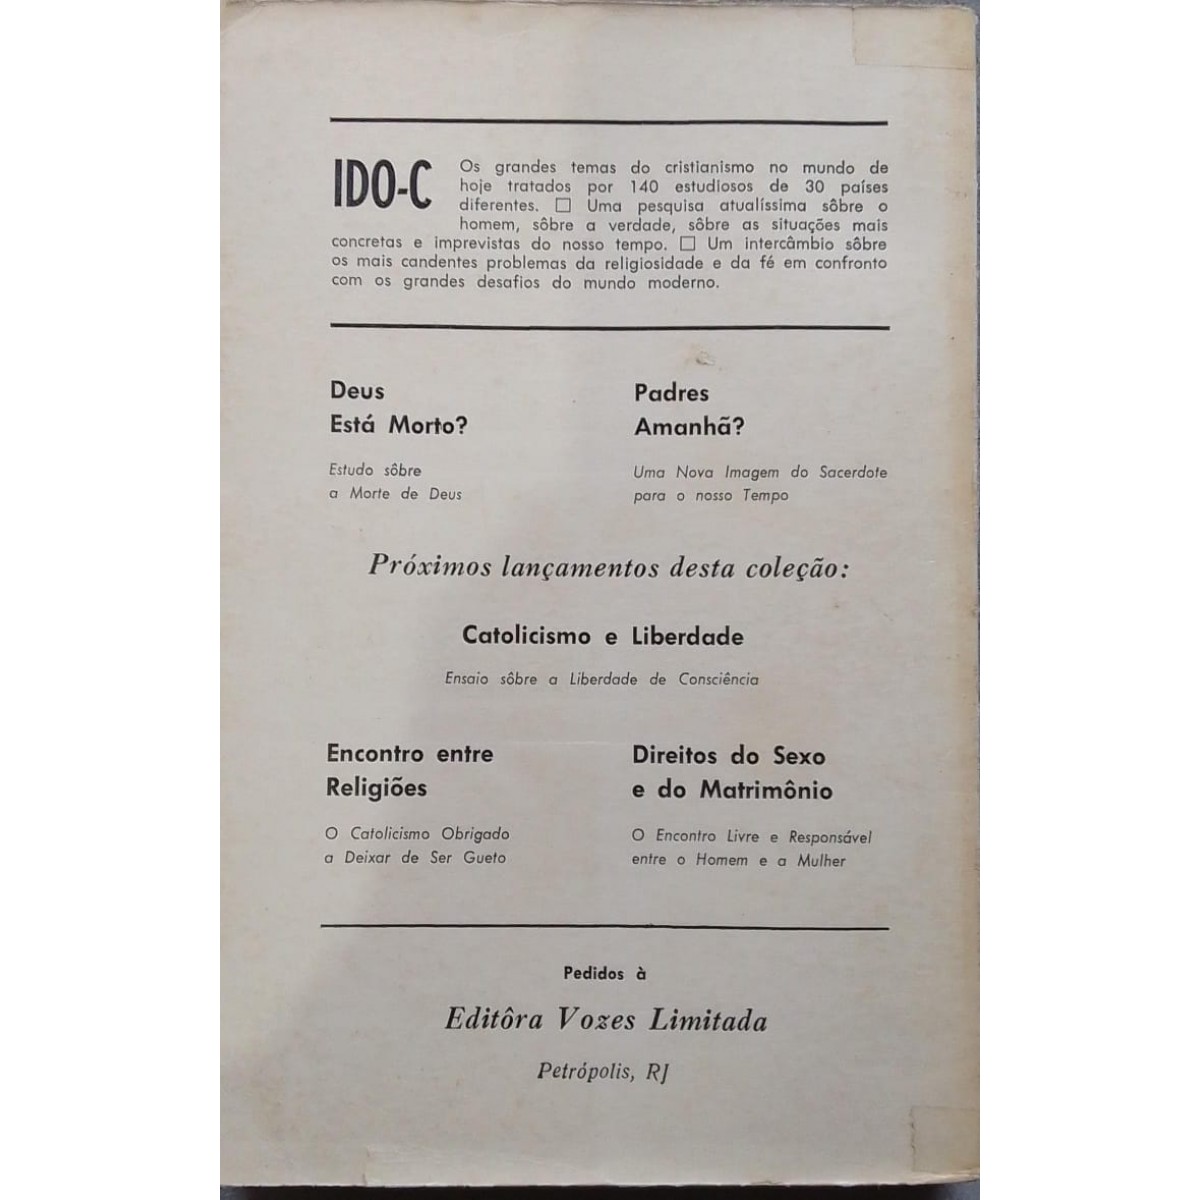 IDO-C
Os grandes temas do cristianismo no mundo de
hoje tratados por 140 estudiosos de 30 países
diferentes. □ Uma pesquisa atualíssima sôbre o
homem, sôbre a verdade, sôbre as situações mais
concretas e imprevistas do nosso tempo. □ Um intercâmbio sôbre
os mais candentes problemas da religiosidade e da fé em confronto
com os grandes desafios do mundo moderno.
Deus
Está Morto?
Estudo sôbre
a Morte de Deus
Padres
Amanhã?
Uma Nova Imagem do Sacerdote
para o nosso Tempo
Próximos lançamentos desta coleção:
Catolicismo e Liberdade
Ensaio sôbre a Liberdade de Consciência
Encontro entre
Religiões
O Catolicismo Obrigado
a Deixar de Ser Gueto
Direitos do Sexo
e do Matrimônio
O Encontro Livre e Responsável
entre o Homem e a Mulher
Pedidos à
Editôra Vozes Limitada
Petrópolis, RJ